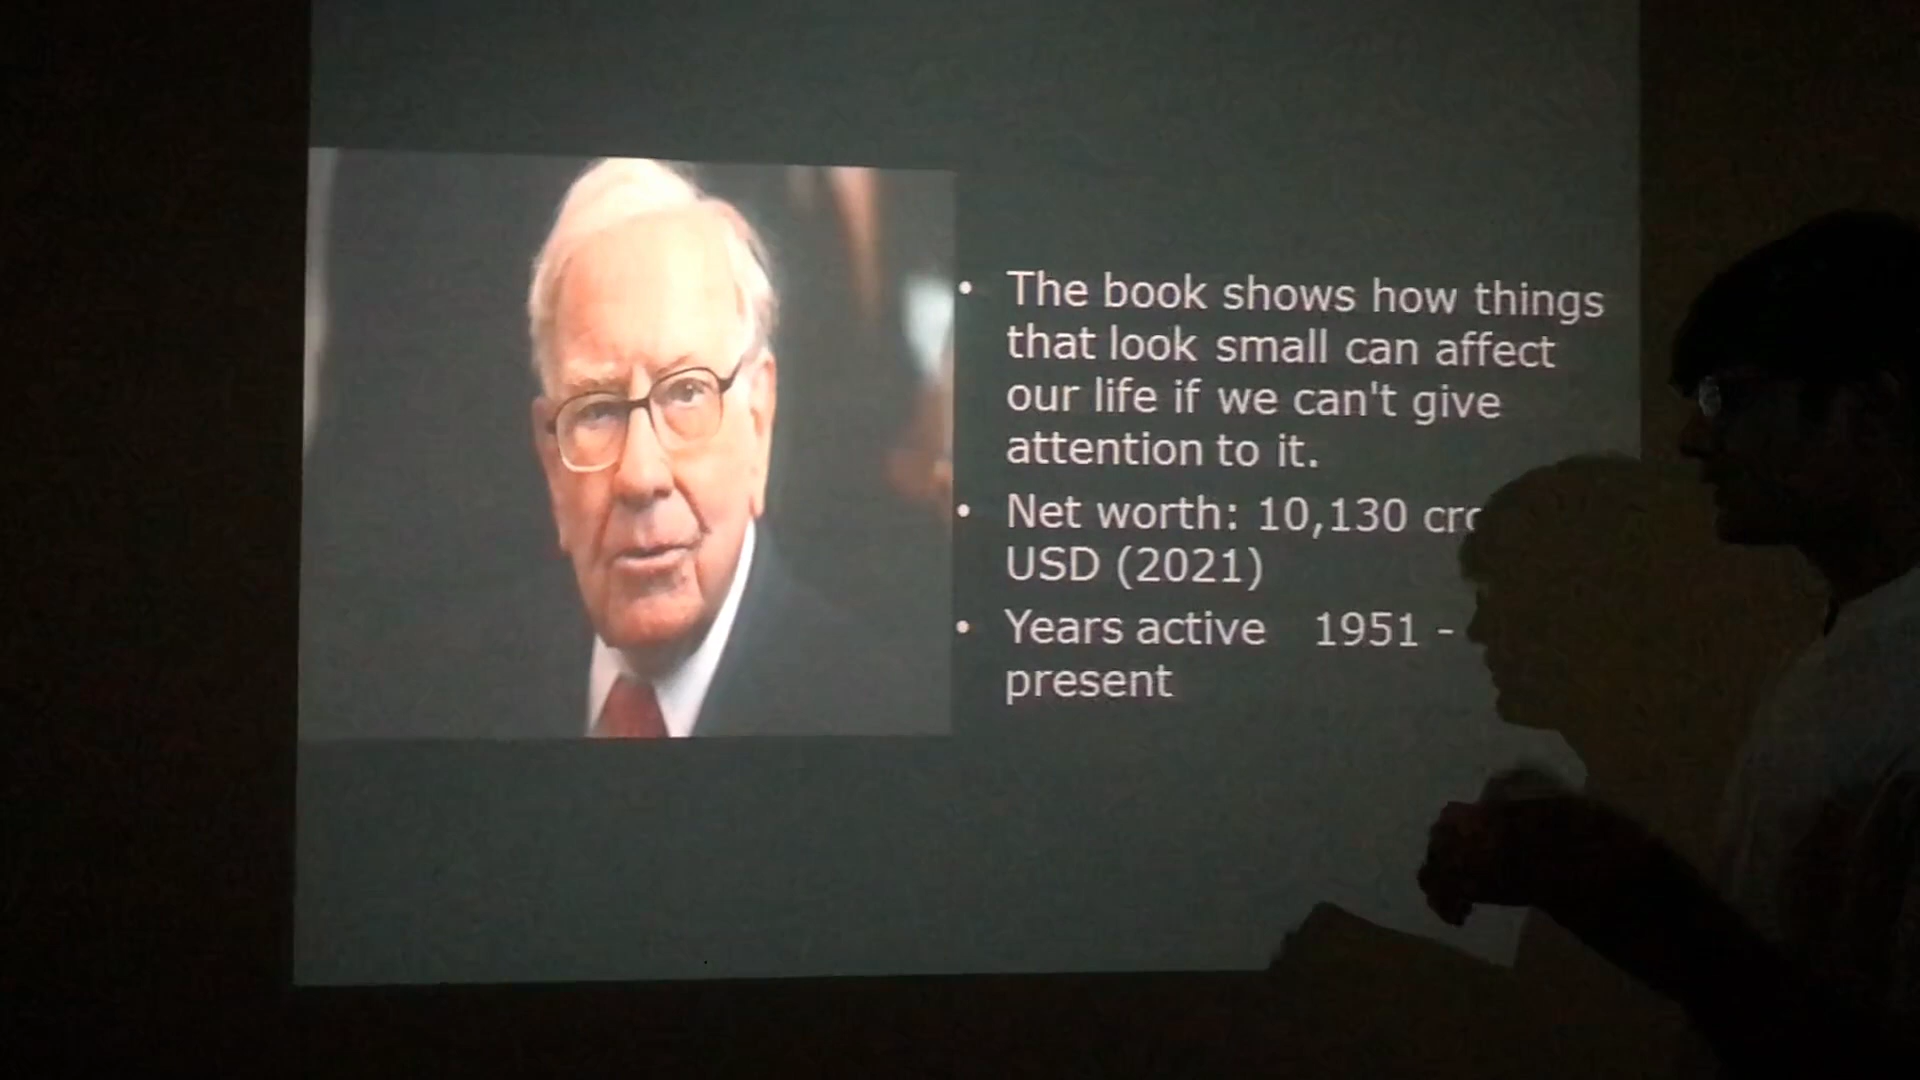 • The book shows how things
that look small can affect
our life if we can't give
attention to it.
• Net worth: 10,130
USD (2021)
• Years active 1951 -
present